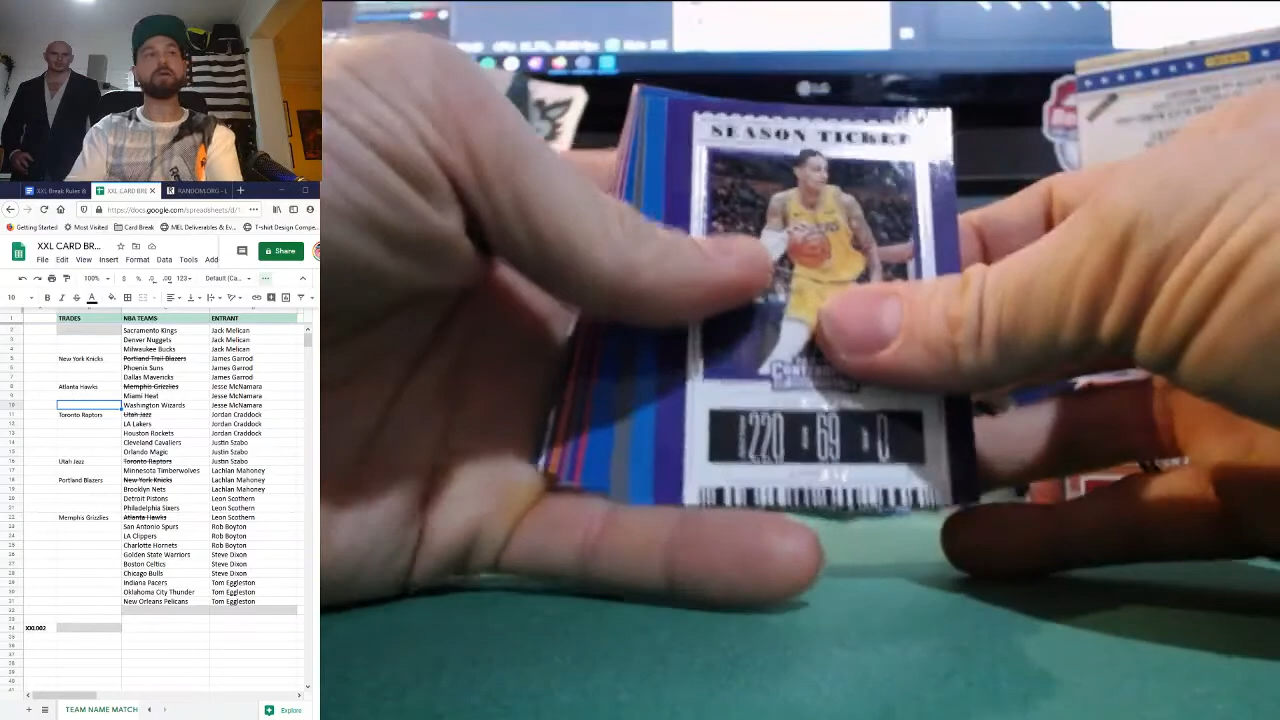 XXL Break Rules &
XXL CARD BRE
RANDOM.ORG - L
https://docs.google.com/spreadsheets/d/1
Getting Started
Most Visited
Card Break
MEL Deliverables & Ev...
T-shirt Design Compe...
XXL CARD BR...
Share
File Edit View Insert Format Data Tools Add
100% $ % .0 .00 123 Default (Ca...
10 B I S A
TRADES NBA TEAMS ENTRANT
Sacramento Kings Jack Melican
Denver Nuggets Jack Melican
Milwaukee Bucks Jack Melican
New York Knicks Portland Trail Blazers James Garrod
Phoenix Suns James Garrod
Dallas Mavericks James Garrod
Atlanta Hawks Memphis Grizzlies Jesse McNamara
Miami Heat Jesse McNamara
Washington Wizards Jesse McNamara
Toronto Raptors Utah Jazz Jordan Craddock
LA Lakers Jordan Craddock
Houston Rockets Jordan Craddock
Cleveland Cavaliers Justin Szabo
Orlando Magic Justin Szabo
Utah Jazz Toronto Raptors Justin Szabo
Minnesota Timberwolves Lachlan Mahoney
Portland Blazers New York Knicks Lachlan Mahoney
Brooklyn Nets Lachlan Mahoney
Detroit Pistons Leon Scothern
Philadelphia Sixers Leon Scothern
Memphis Grizzlies Atlanta Hawks Leon Scothern
San Antonio Spurs Rob Boyton
LA Clippers Rob Boyton
Charlotte Hornets Rob Boyton
Golden State Warriors Steve Dixon
Boston Celtics Steve Dixon
Chicago Bulls Steve Dixon
Indiana Pacers Tom Eggleston
Oklahoma City Thunder Tom Eggleston
New Orleans Pelicans Tom Eggleston
XXL002
TEAM NAME MATCH
Explore
LG
SEASON TICKET
220 69 0